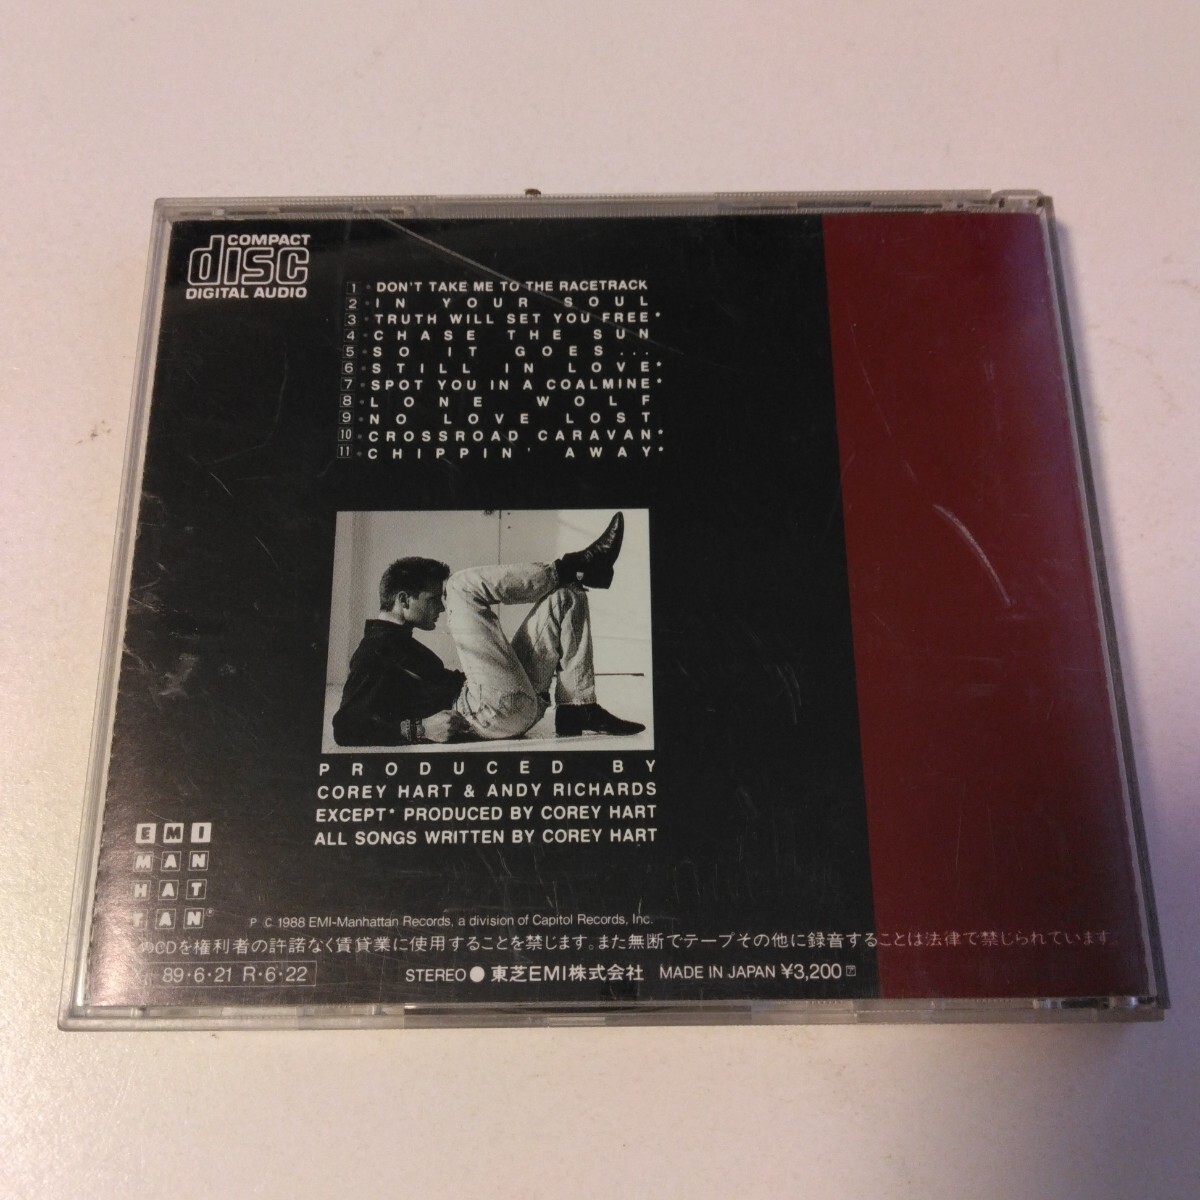 COMPACT
disc
DIGITAL AUDIO
1 • DON'T TAKE ME TO THE RACETRACK
2 • IN YOUR SOUL
3 • TRUTH WILL SET YOU FREE*
4 • CHASE THE SUN
5 • SO IT GOES...
6 • STILL IN LOVE*
7 • SPOT YOU IN A COALMINE*
8 • LONE WOLF
9 • NO LOVE LOST
10 • CROSSROAD CARAVAN*
11 • CHIPPIN' AWAY*
PRODUCED BY
COREY HART & ANDY RICHARDS
EXCEPT* PRODUCED BY COREY HART
ALL SONGS WRITTEN BY COREY HART
EMI
MAN
HAT
TAN®
P C 1988 EMI-Manhattan Records, a division of Capitol Records, Inc.
のCDを権利者の許諾なく賃貸業に使用することを禁じます。また無断でテープその他に録音することは法律で禁じられています。
89・6・21 R・6・22
STEREO ● 東芝EMI株式会社 MADE IN JAPAN ¥3,200